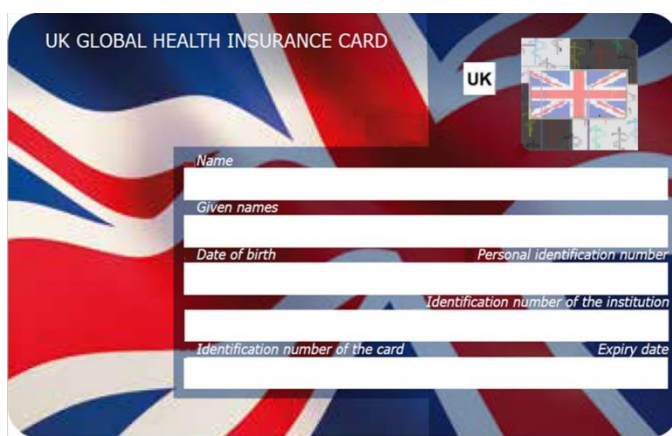 UK GLOBAL HEALTH INSURANCE CARD
UK
Name
Given names
Date of birth Personal identification number
Identification number of the institution
Identification number of the card Expiry date